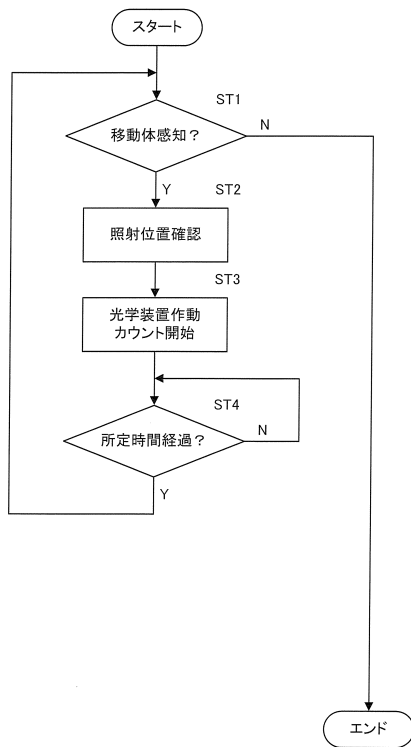 スタート
ST1
移動体感知？
N
Y
ST2
照射位置確認
ST3
光学装置作動
カウント開始
ST4
所定時間経過？
N
Y
エンド